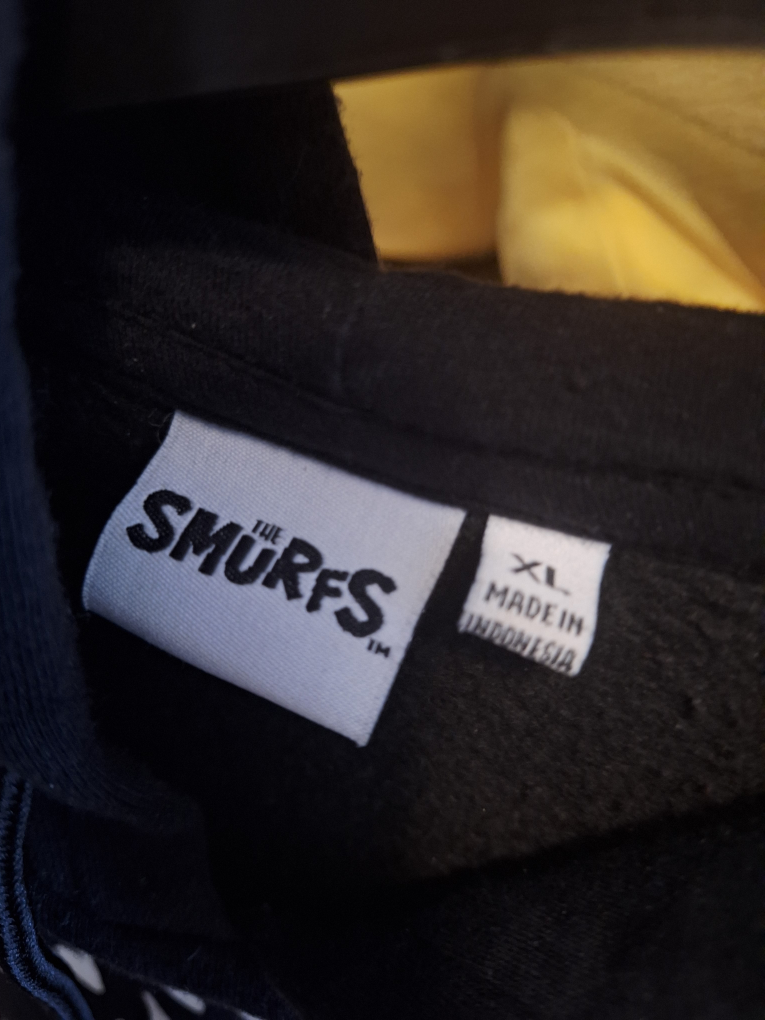 THE
SMURFS
TM
XL
MADE IN
INDONESIA